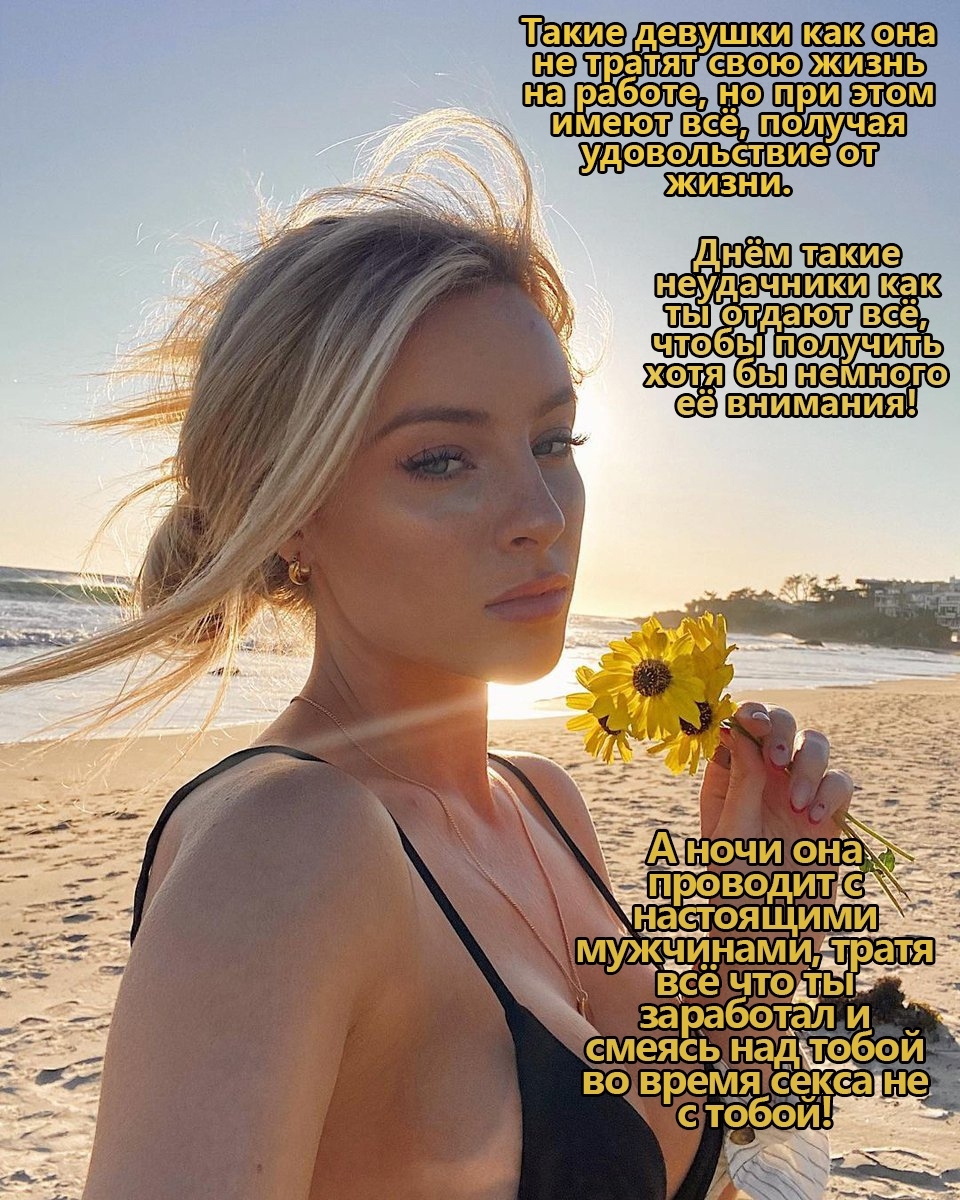 Такие девушки как она
не тратят свою жизнь
на работе, но при этом
имеют всё, получая
удовольствие от
жизни.
Днём такие
неудачники как
ты отдают всё,
чтобы получить
хотя бы немного
её внимания!
А ночи она
проводит с
настоящими
мужчинами, тратя
всё что ты
заработал и
смеясь над тобой
во время секса не
с тобой!